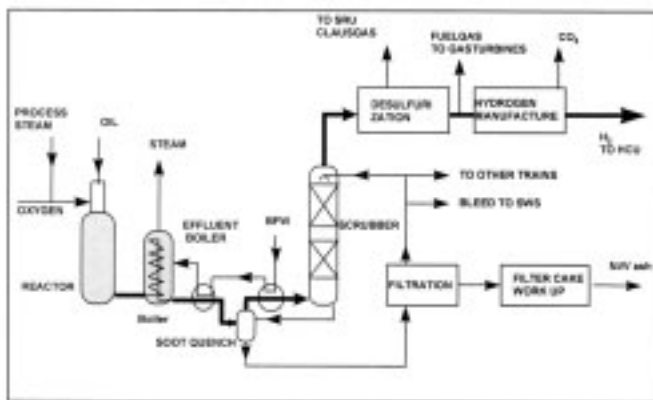 TO SRU
CLAUSGAS
FUELGAS
TO GASTURBINES
CO₂
PROCESS
STEAM
OIL
STEAM
DESULFURI
ZATION
HYDROGEN
MANUFACTURE
H₂
TO HCU
OXYGEN
EFFLUENT
BOILER
BFW
SCRUBBER
TO OTHER TRAINS
BLEED TO SWS
REACTOR
Boiler
SOOT QUENCH
FILTRATION
FILTER CAKE
WORK UP
Ni/V ash